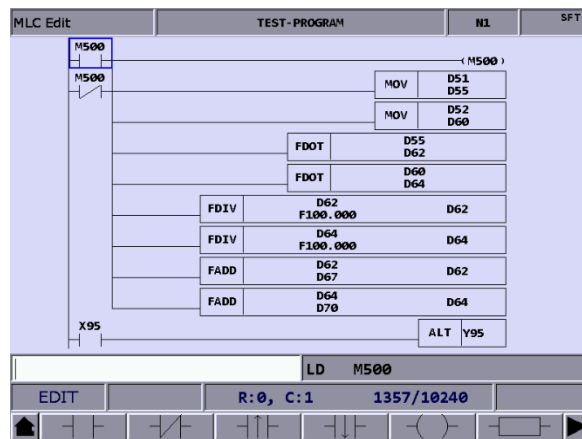 MLC Edit TEST-PROGRAM N1 SFT
M500
(M500)
M500
MOV D51
D55
MOV D52
D60
FDOT D55
D62
FDOT D60
D64
FDIV D62 D62
F100.000
FDIV D64 D64
F100.000
FADD D62 D62
D67
FADD D64 D64
D70
X95
ALT Y95
LD M500
EDIT R:0, C:1 1357/10240